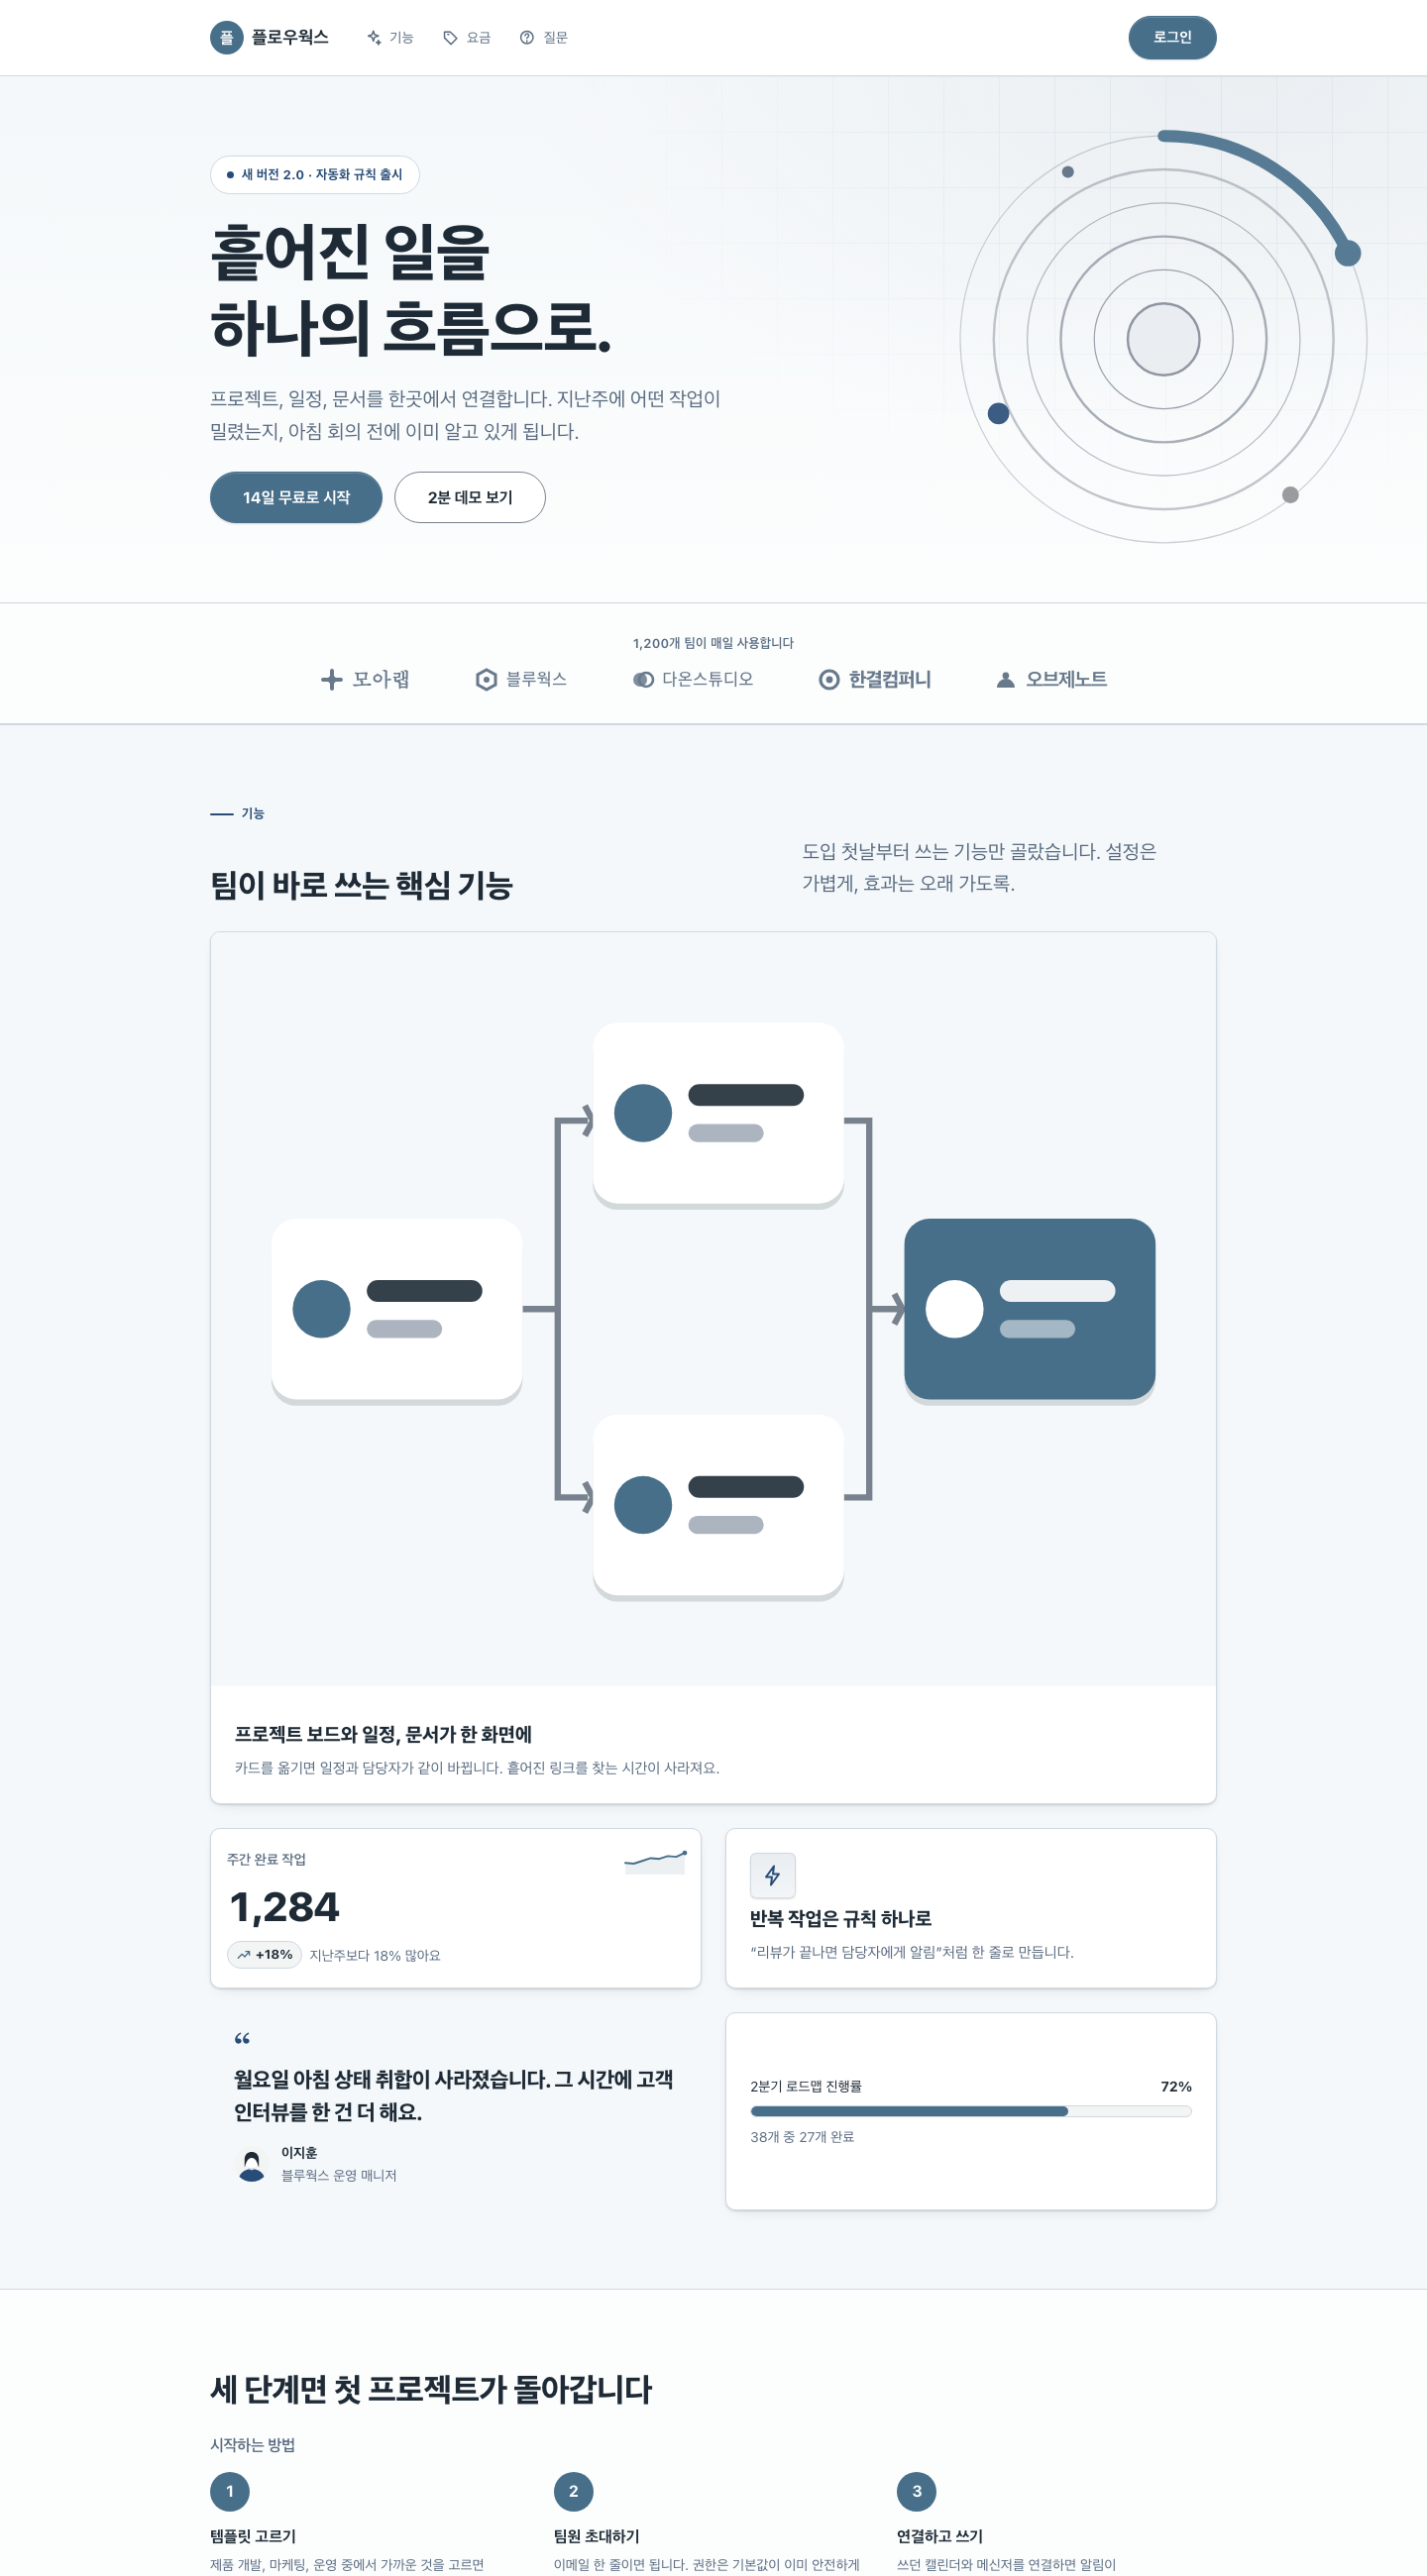 플 플로우웍스 기능 요금 질문 로그인
새 버전 2.0 · 자동화 규칙 출시
흩어진 일을
하나의 흐름으로.
프로젝트, 일정, 문서를 한곳에서 연결합니다. 지난주에 어떤 작업이
밀렸는지, 아침 회의 전에 이미 알고 있게 됩니다.
14일 무료로 시작 2분 데모 보기
1,200개 팀이 매일 사용합니다
모아랩 블루웍스 다온스튜디오 한결컴퍼니 오브제노트
기능
팀이 바로 쓰는 핵심 기능
도입 첫날부터 쓰는 기능만 골랐습니다. 설정은
가볍게, 효과는 오래 가도록.
프로젝트 보드와 일정, 문서가 한 화면에
카드를 옮기면 일정과 담당자가 같이 바뀝니다. 흩어진 링크를 찾는 시간이 사라져요.
주간 완료 작업
1,284
+18% 지난주보다 18% 많아요
반복 작업은 규칙 하나로
“리뷰가 끝나면 담당자에게 알림”처럼 한 줄로 만듭니다.
“
월요일 아침 상태 취합이 사라졌습니다. 그 시간에 고객
인터뷰를 한 건 더 해요.
이지훈
블루웍스 운영 매니저
2분기 로드맵 진행률 72%
38개 중 27개 완료
세 단계면 첫 프로젝트가 돌아갑니다
시작하는 방법
1
템플릿 고르기
제품 개발, 마케팅, 운영 중에서 가까운 것을 고르면
2
팀원 초대하기
이메일 한 줄이면 됩니다. 권한은 기본값이 이미 안전하게
3
연결하고 쓰기
쓰던 캘린더와 메신저를 연결하면 알림이